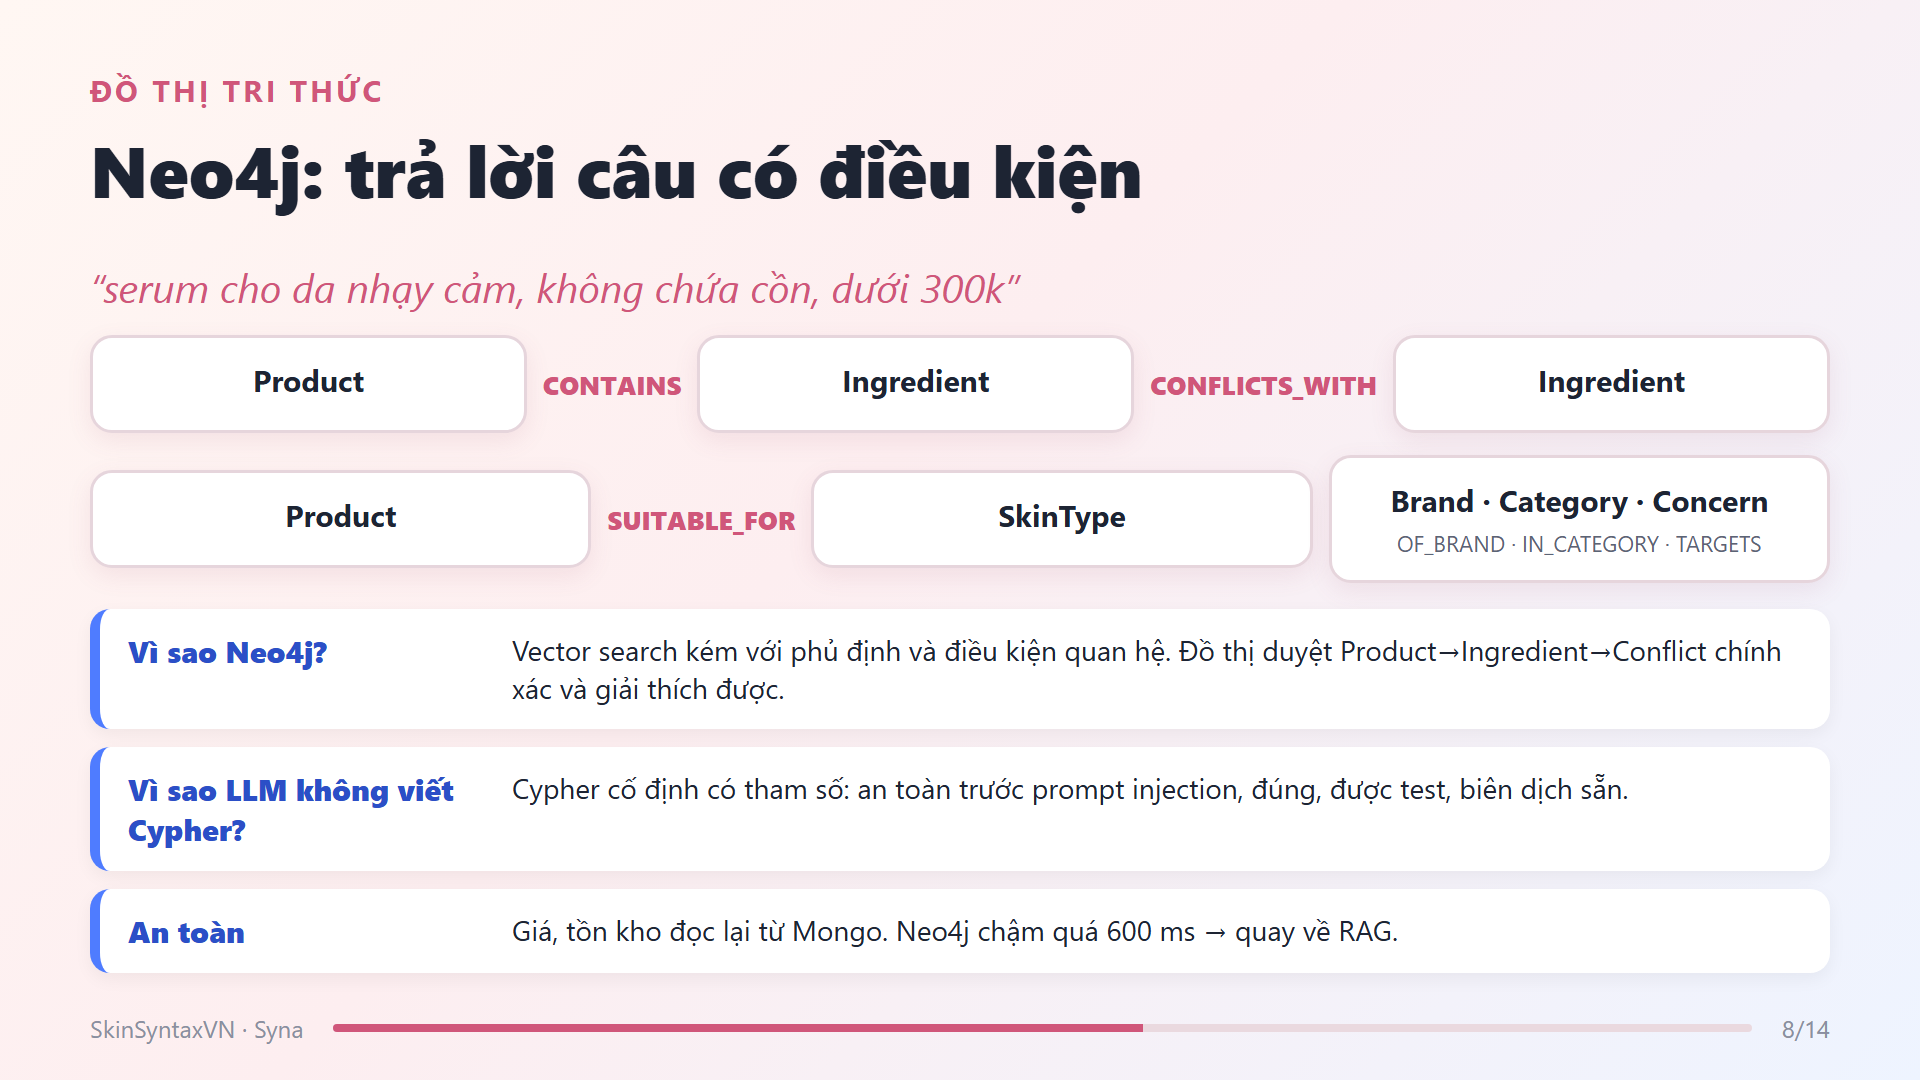 ĐỒ THỊ TRI THỨC
Neo4j: trả lời câu có điều kiện
“serum cho da nhạy cảm, không chứa cồn, dưới 300k”
Product CONTAINS Ingredient CONFLICTS_WITH Ingredient
Product SUITABLE_FOR SkinType Brand · Category · Concern
OF_BRAND · IN_CATEGORY · TARGETS
Vì sao Neo4j?
Vector search kém với phủ định và điều kiện quan hệ. Đồ thị duyệt Product→Ingredient→Conflict chính
xác và giải thích được.
Vì sao LLM không viết
Cypher?
Cypher cố định có tham số: an toàn trước prompt injection, đúng, được test, biên dịch sẵn.
An toàn
Giá, tồn kho đọc lại từ Mongo. Neo4j chậm quá 600 ms → quay về RAG.
SkinSyntaxVN · Syna
8/14